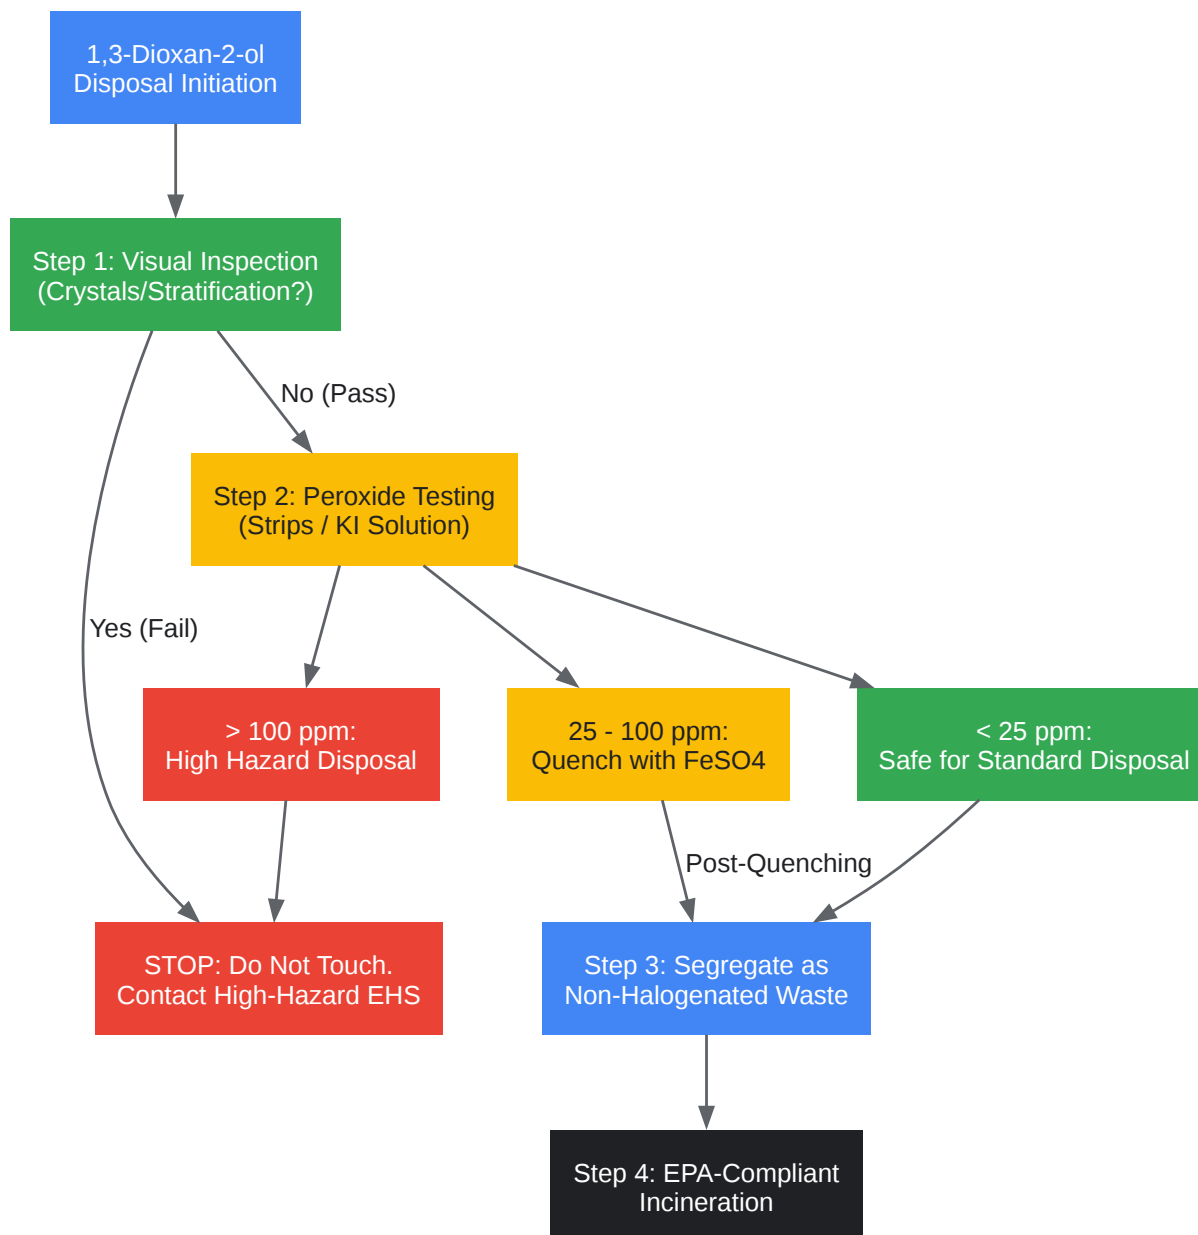 1,3-Dioxan-2-ol
Disposal Initiation
Step 1: Visual Inspection
(Crystals/Stratification?)
No (Pass)
Step 2: Peroxide Testing
(Strips / KI Solution)
Yes (Fail)
> 100 ppm:
High Hazard Disposal
25 - 100 ppm:
Quench with FeSO4
< 25 ppm:
Safe for Standard Disposal
Post-Quenching
STOP: Do Not Touch.
Contact High-Hazard EHS
Step 3: Segregate as
Non-Halogenated Waste
Step 4: EPA-Compliant
Incineration